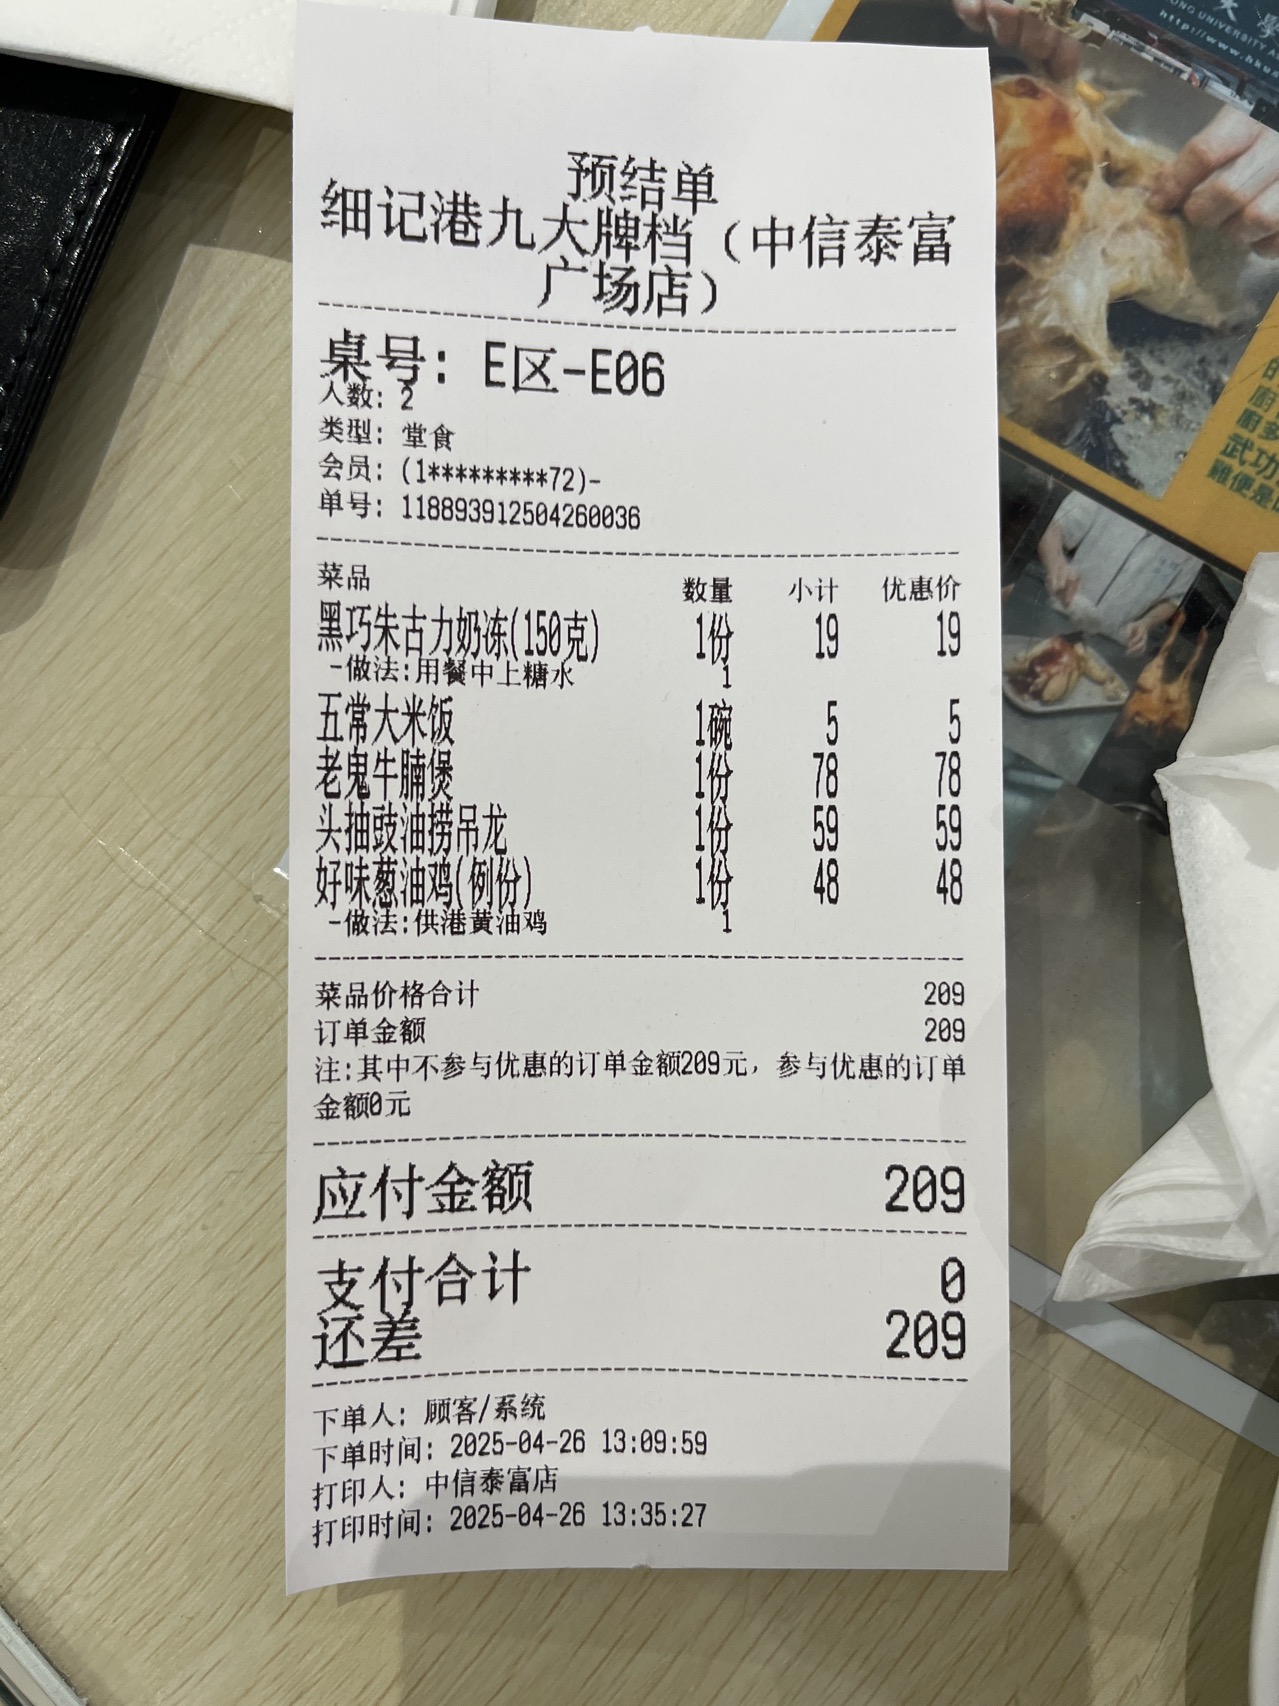 预结单
细记港九大牌档（中信泰富
广场店）
桌号: E区-E06
人数: 2
类型: 堂食
会员: (1*********72)-
单号: 118893912504260036
菜品 数量 小计 优惠价
黑巧朱古力奶冻(150克) 1份 19 19
-做法:用餐中上糖水 1
五常大米饭 1碗 5 5
老鬼牛腩煲 1份 78 78
头抽豉油捞吊龙 1份 59 59
好味葱油鸡(例份) 1份 48 48
-做法:供港黄油鸡 1
菜品价格合计 209
订单金额 209
注:其中不参与优惠的订单金额209元，参与优惠的订单
金额0元
应付金额 209
支付合计 0
还差 209
下单人: 顾客/系统
下单时间: 2025-04-26 13:09:59
打印人: 中信泰富店
打印时间: 2025-04-26 13:35:27
武功
雞便是